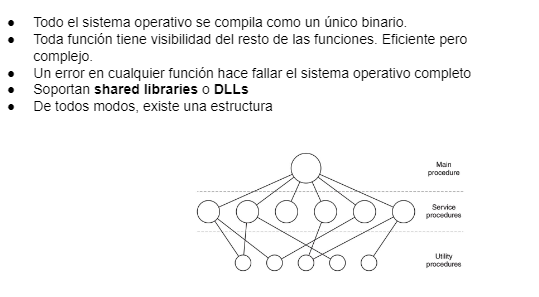 ● Todo el sistema operativo se compila como un único binario.
● Toda función tiene visibilidad del resto de las funciones. Eficiente pero
complejo.
● Un error en cualquier función hace fallar el sistema operativo completo
● Soportan shared libraries o DLLs
● De todos modos, existe una estructura
Main
procedure
Service
procedures
Utility
procedures